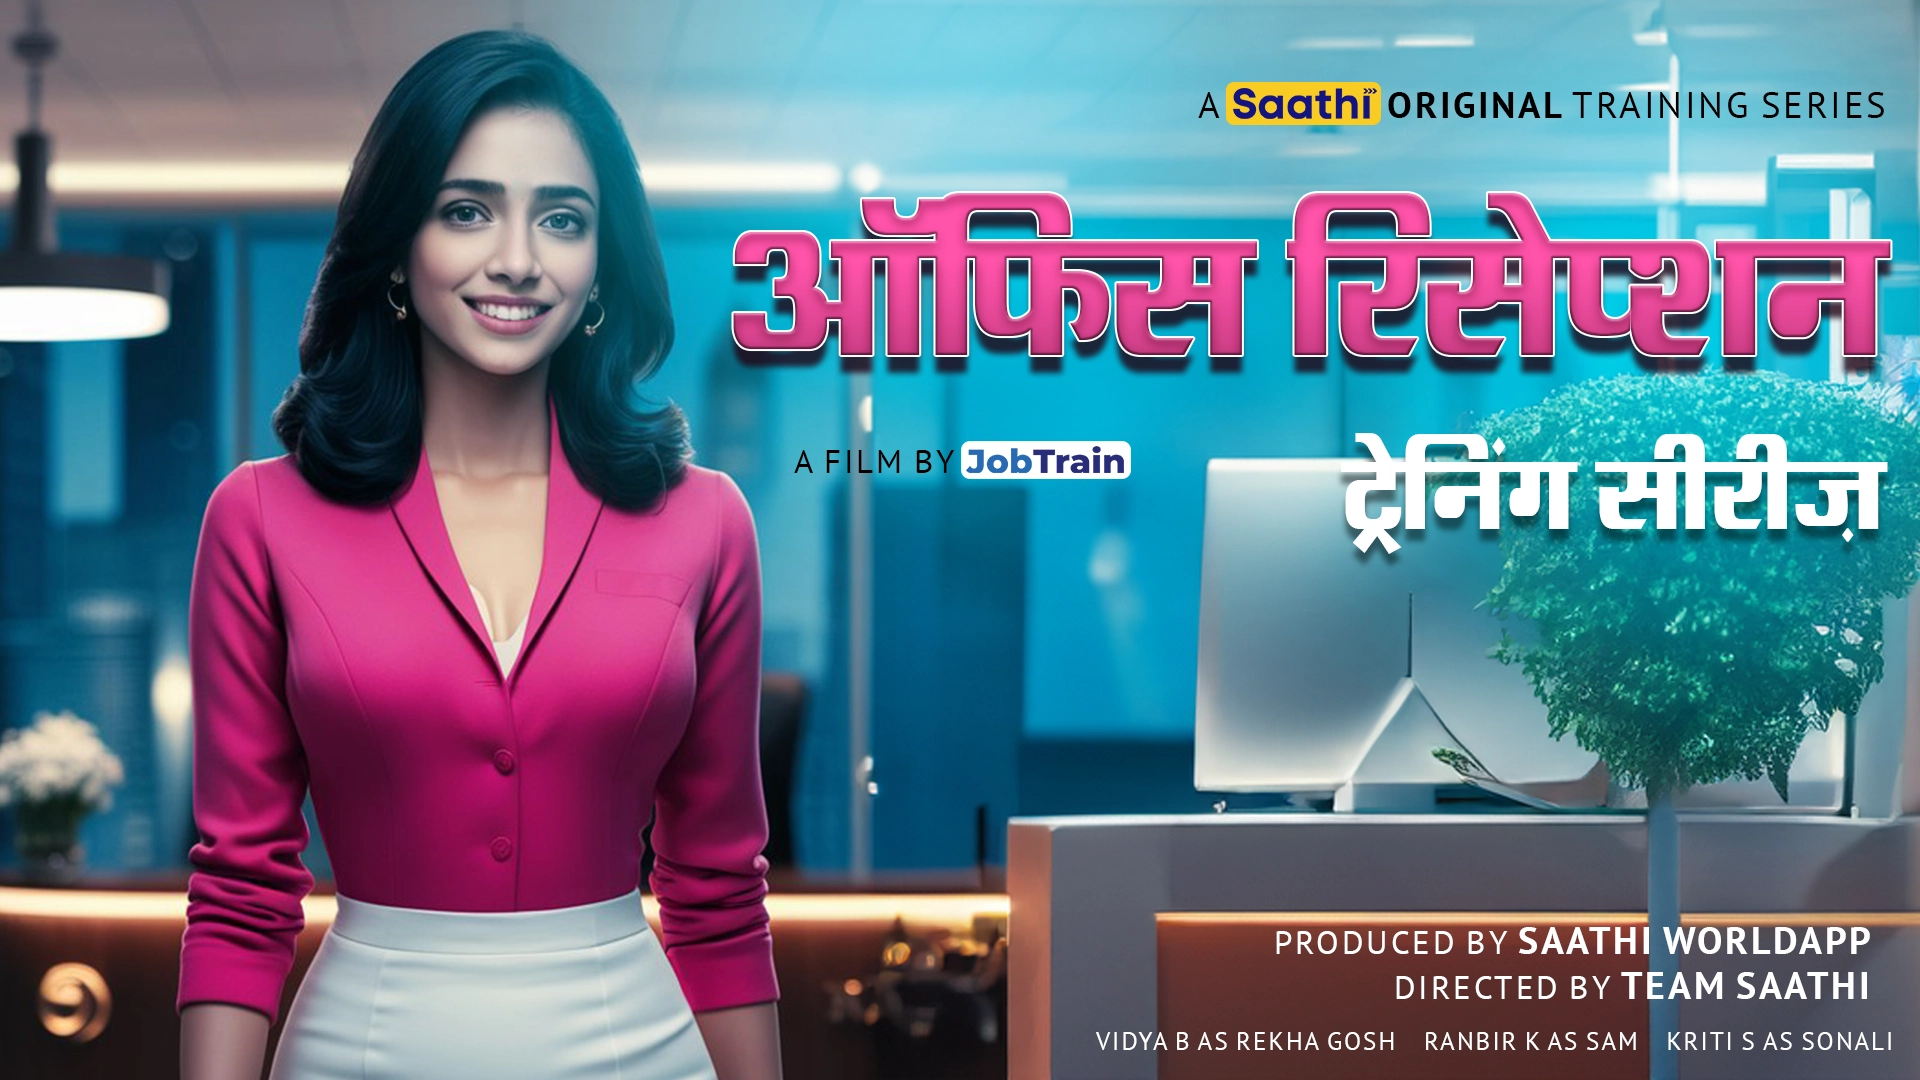 A Saathi ORIGINAL TRAINING SERIES
ऑफिस रिसेप्शन
A FILM BY JobTrain
ट्रेनिंग सीरीज़
PRODUCED BY SAATHI WORLDAPP
DIRECTED BY TEAM SAATHI
VIDYA B AS REKHA GOSH RANBIR K AS SAM KRITI S AS SONALI